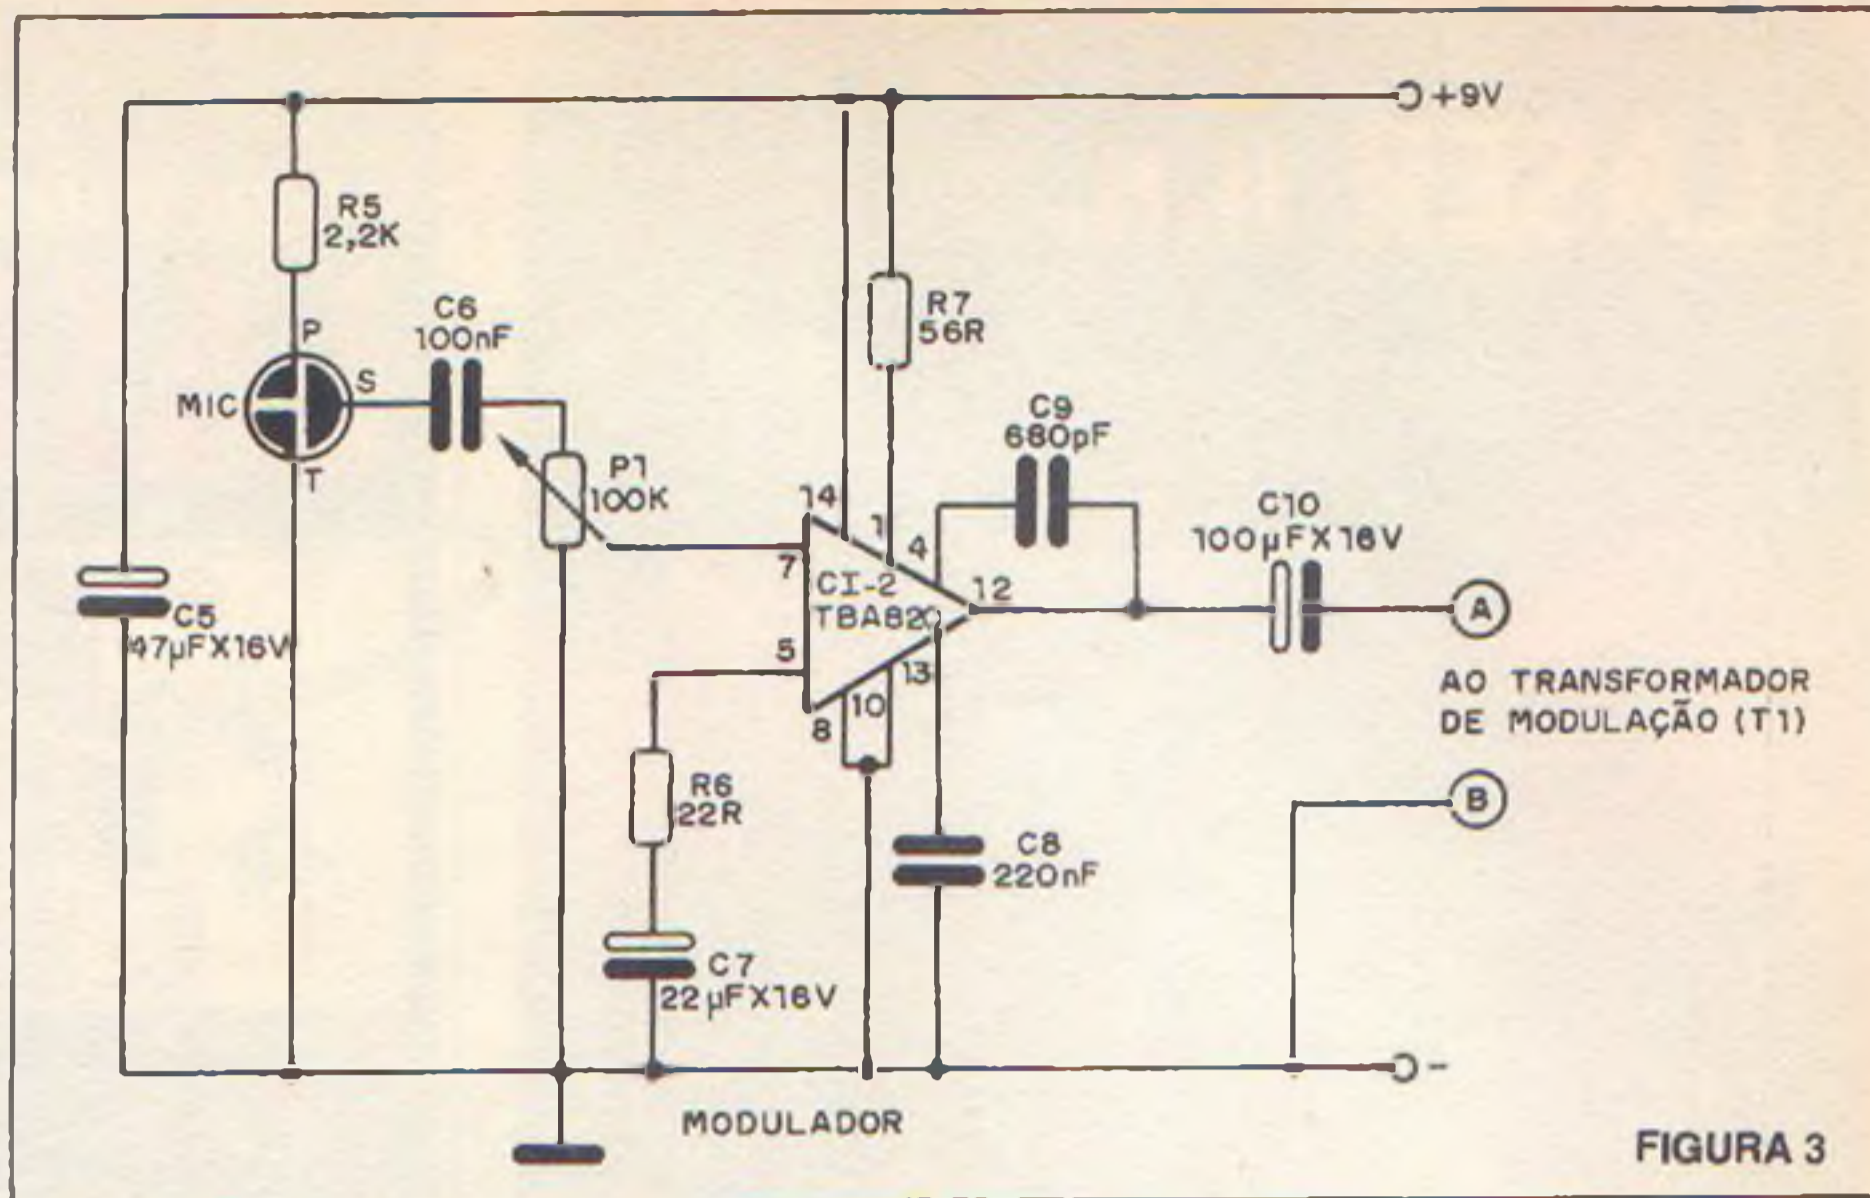 +9V
R5
2,2K
C6
100nF
P
MIC
S
T
P1
100K
R7
56R
C9
680pF
14
1
4
7
CI-2
TBA820
12
C10
100µFX16V
A
C5
47µFX16V
5
13
10
8
AO TRANSFORMADOR
DE MODULAÇÃO (T1)
R6
22R
B
C8
220nF
C7
22µFX16V
-
MODULADOR
FIGURA 3